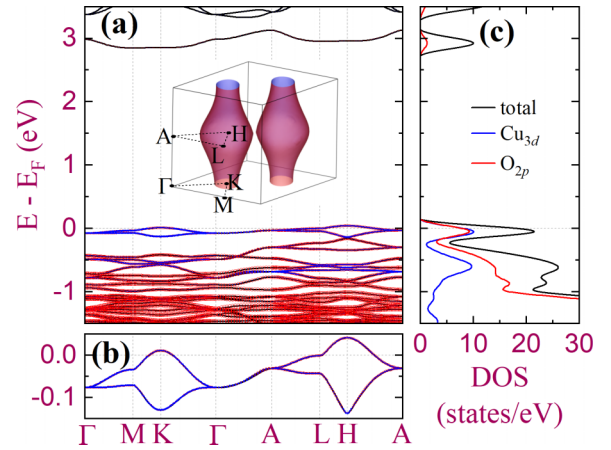 (a)
(c)
3
2
1
0
-1
E - E_F (eV)
A
H
L
Γ
K
M
total
Cu_3d
O_2p
(b)
0.0
-0.1
Γ M K Γ A L H A
0 10 20 30
DOS
(states/eV)